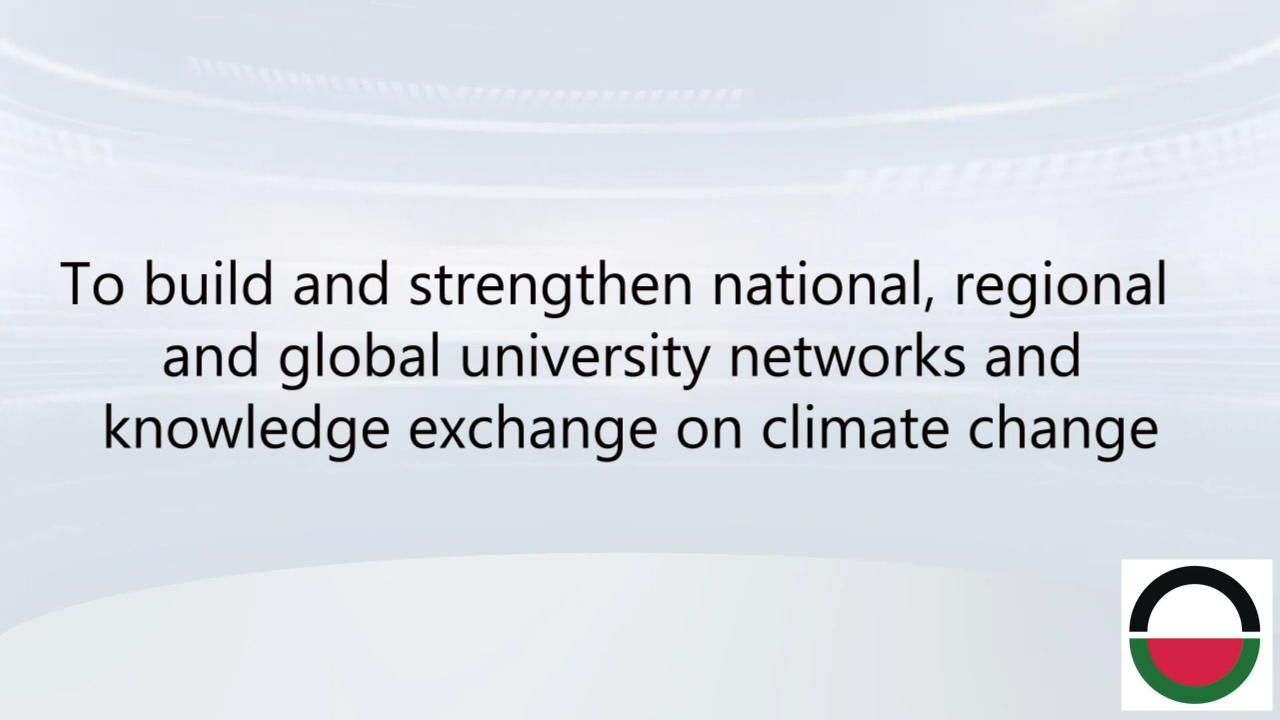 To build and strengthen national, regional
and global university networks and
knowledge exchange on climate change